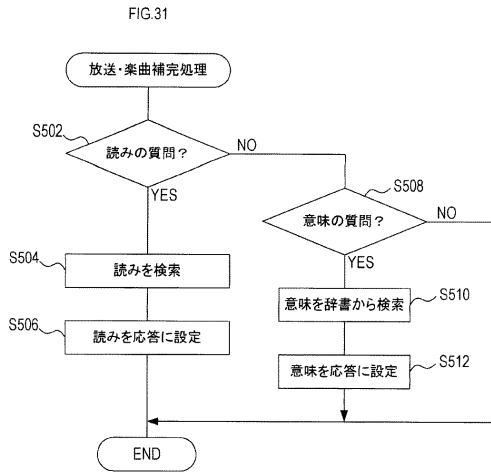 FIG.31
放送・楽曲補完処理
S502
読みの質問?
NO
YES
S508
意味の質問?
NO
YES
S504
読みを検索
S510
意味を辞書から検索
S506
読みを応答に設定
S512
意味を応答に設定
END